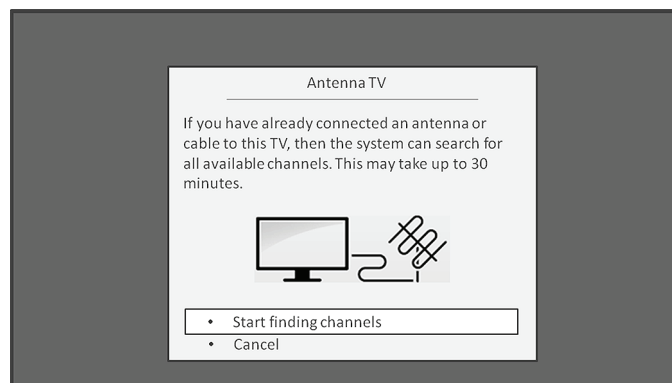 Antenna TV
If you have already connected an antenna or
cable to this TV, then the system can search for
all available channels. This may take up to 30
minutes.
• Start finding channels
• Cancel